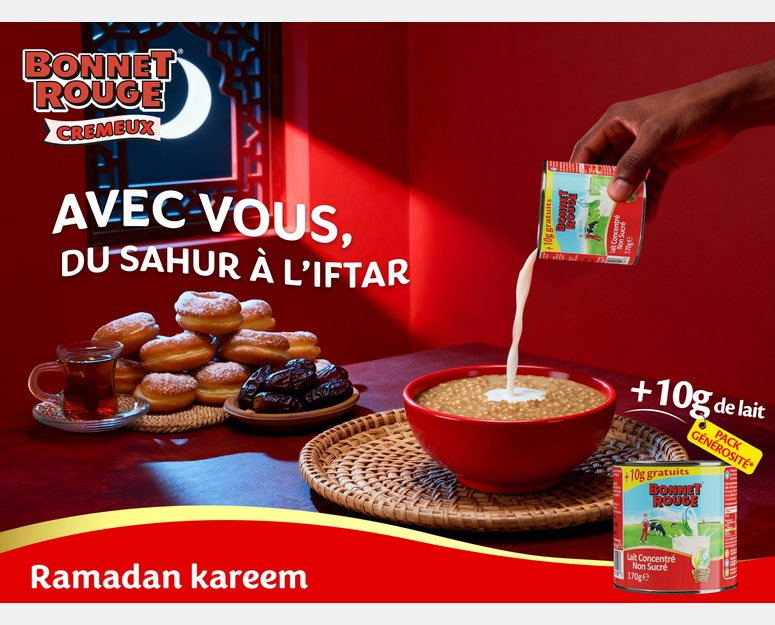 BONNET
ROUGE
CREMEUX
AVEC VOUS,
DU SAHUR À L’IFTAR
+10g gratuits
BONNET
ROUGE
Lait Concentré
Non Sucré
170g e
+10g de lait
PACK
GÉNÉROSITÉ*
+10g gratuits
BONNET
ROUGE
Lait Concentré
Non Sucré
170g e
Ramadan kareem